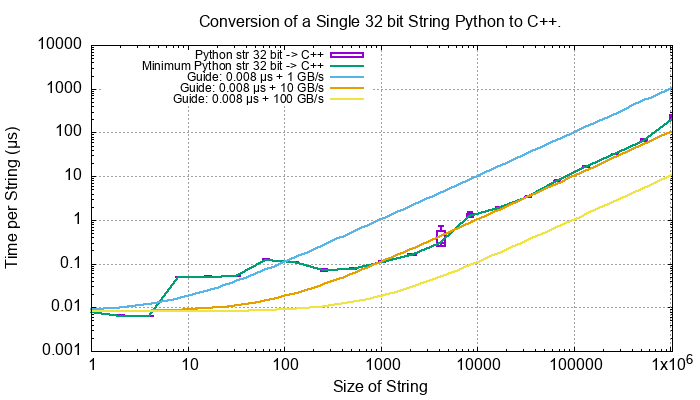 Conversion of a Single 32 bit String Python to C++.
Time per String (µs)
10000
1000
100
10
1
0.1
0.01
0.001
Python str 32 bit -> C++
Minimum Python str 32 bit -> C++
Guide: 0.008 µs + 1 GB/s
Guide: 0.008 µs + 10 GB/s
Guide: 0.008 µs + 100 GB/s
1 10 100 1000 10000 100000 1x10⁶
Size of String